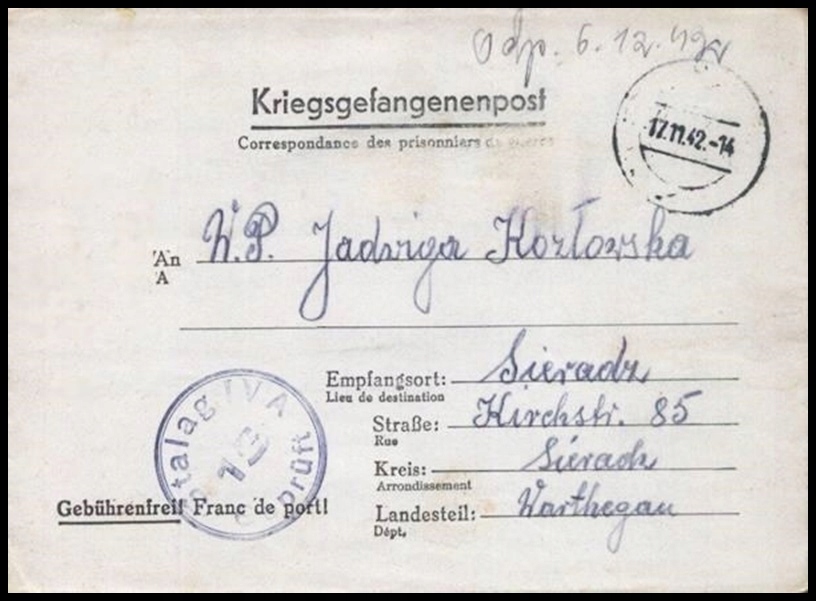 Odp. 6.12.42
Kriegsgefangenenpost
Correspondance des prisonniers de guerre
17.11.42.-14
An W.P. Jadwiga Kozłowska
A
Empfangsort: Sieradz
Lieu de destination
Straße: Kirchstr. 85
Rue
Kreis: Sieradz
Arrondissement
Landesteil: Warthegau
Dépt.
Gebührenfrei! Franc de port!
Stalag IVA
19
geprüft